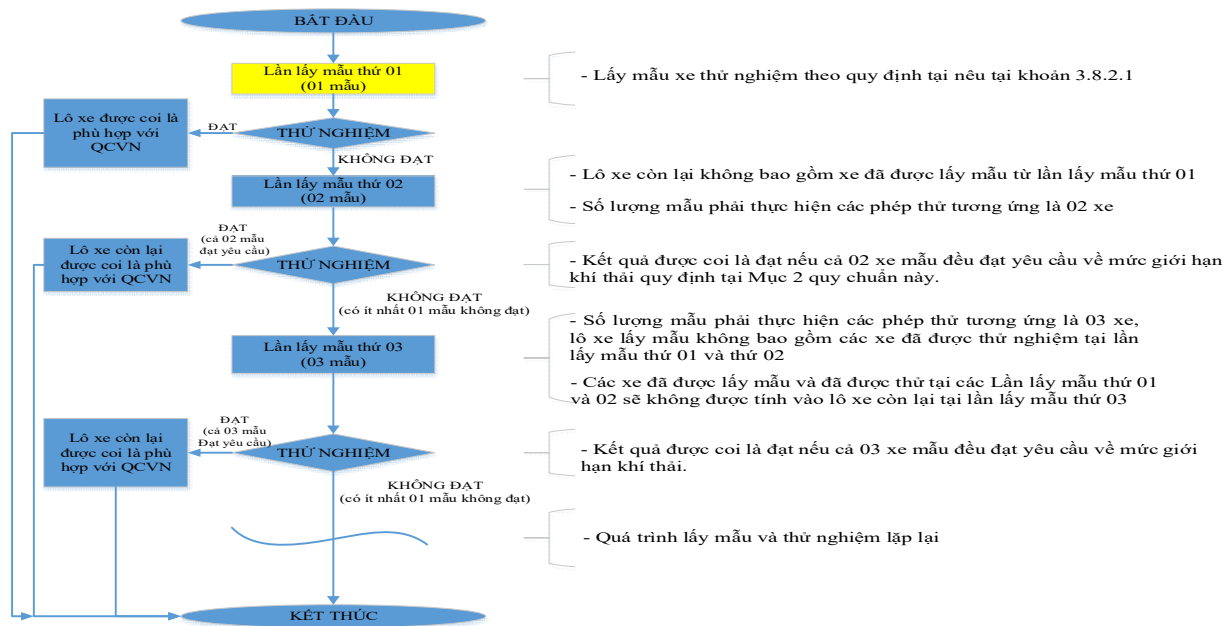 BẮT ĐẦU
Lần lấy mẫu thứ 01
(01 mẫu)
- Lấy mẫu xe thử nghiệm theo quy định tại nêu tại khoản 3.8.2.1
Lô xe được coi là
phù hợp với
QCVN
ĐẠT
THỬ NGHIỆM
KHÔNG ĐẠT
Lần lấy mẫu thứ 02
(02 mẫu)
- Lô xe còn lại không bao gồm xe đã được lấy mẫu từ lần lấy mẫu thứ 01
- Số lượng mẫu phải thực hiện các phép thử tương ứng là 02 xe
Lô xe còn lại
được coi là phù
hợp với QCVN
ĐẠT
(cả 02 mẫu
đạt yêu cầu)
THỬ NGHIỆM
- Kết quả được coi là đạt nếu cả 02 xe mẫu đều đạt yêu cầu về mức giới hạn
khí thải quy định tại Mục 2 quy chuẩn này.
KHÔNG ĐẠT
(có ít nhất 01 mẫu không đạt)
Lần lấy mẫu thứ 03
(03 mẫu)
- Số lượng mẫu phải thực hiện các phép thử tương ứng là 03 xe,
lô xe lấy mẫu không bao gồm các xe đã được thử nghiệm tại lần
lấy mẫu thứ 01 và thứ 02
- Các xe đã được lấy mẫu và đã được thử tại các Lần lấy mẫu thứ 01
và 02 sẽ không được tính vào lô xe còn lại tại lần lấy mẫu thứ 03
Lô xe còn lại
được coi là phù
hợp với QCVN
ĐẠT
(cả 03 mẫu
Đạt yêu cầu)
THỬ NGHIỆM
- Kết quả được coi là đạt nếu cả 03 xe mẫu đều đạt yêu cầu về mức giới
hạn khí thải.
KHÔNG ĐẠT
(có ít nhất 01 mẫu không đạt)
- Quá trình lấy mẫu và thử nghiệm lặp lại
KẾT THÚC